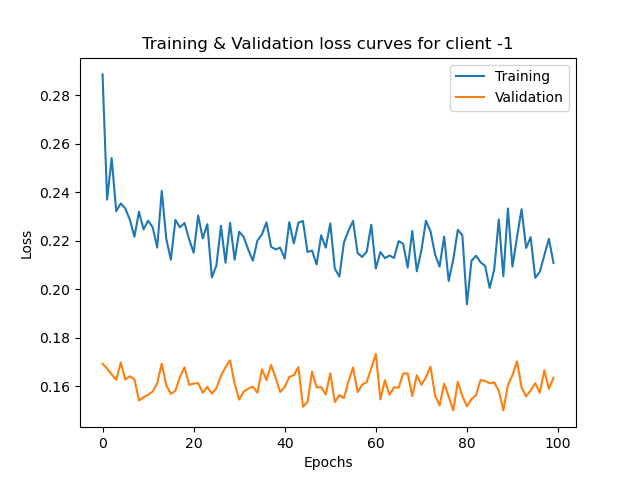 Training & Validation loss curves for client -1
Training
Validation
0.28
0.26
0.24
0.22
0.20
0.18
0.16
Loss
0
20
40
60
80
100
Epochs